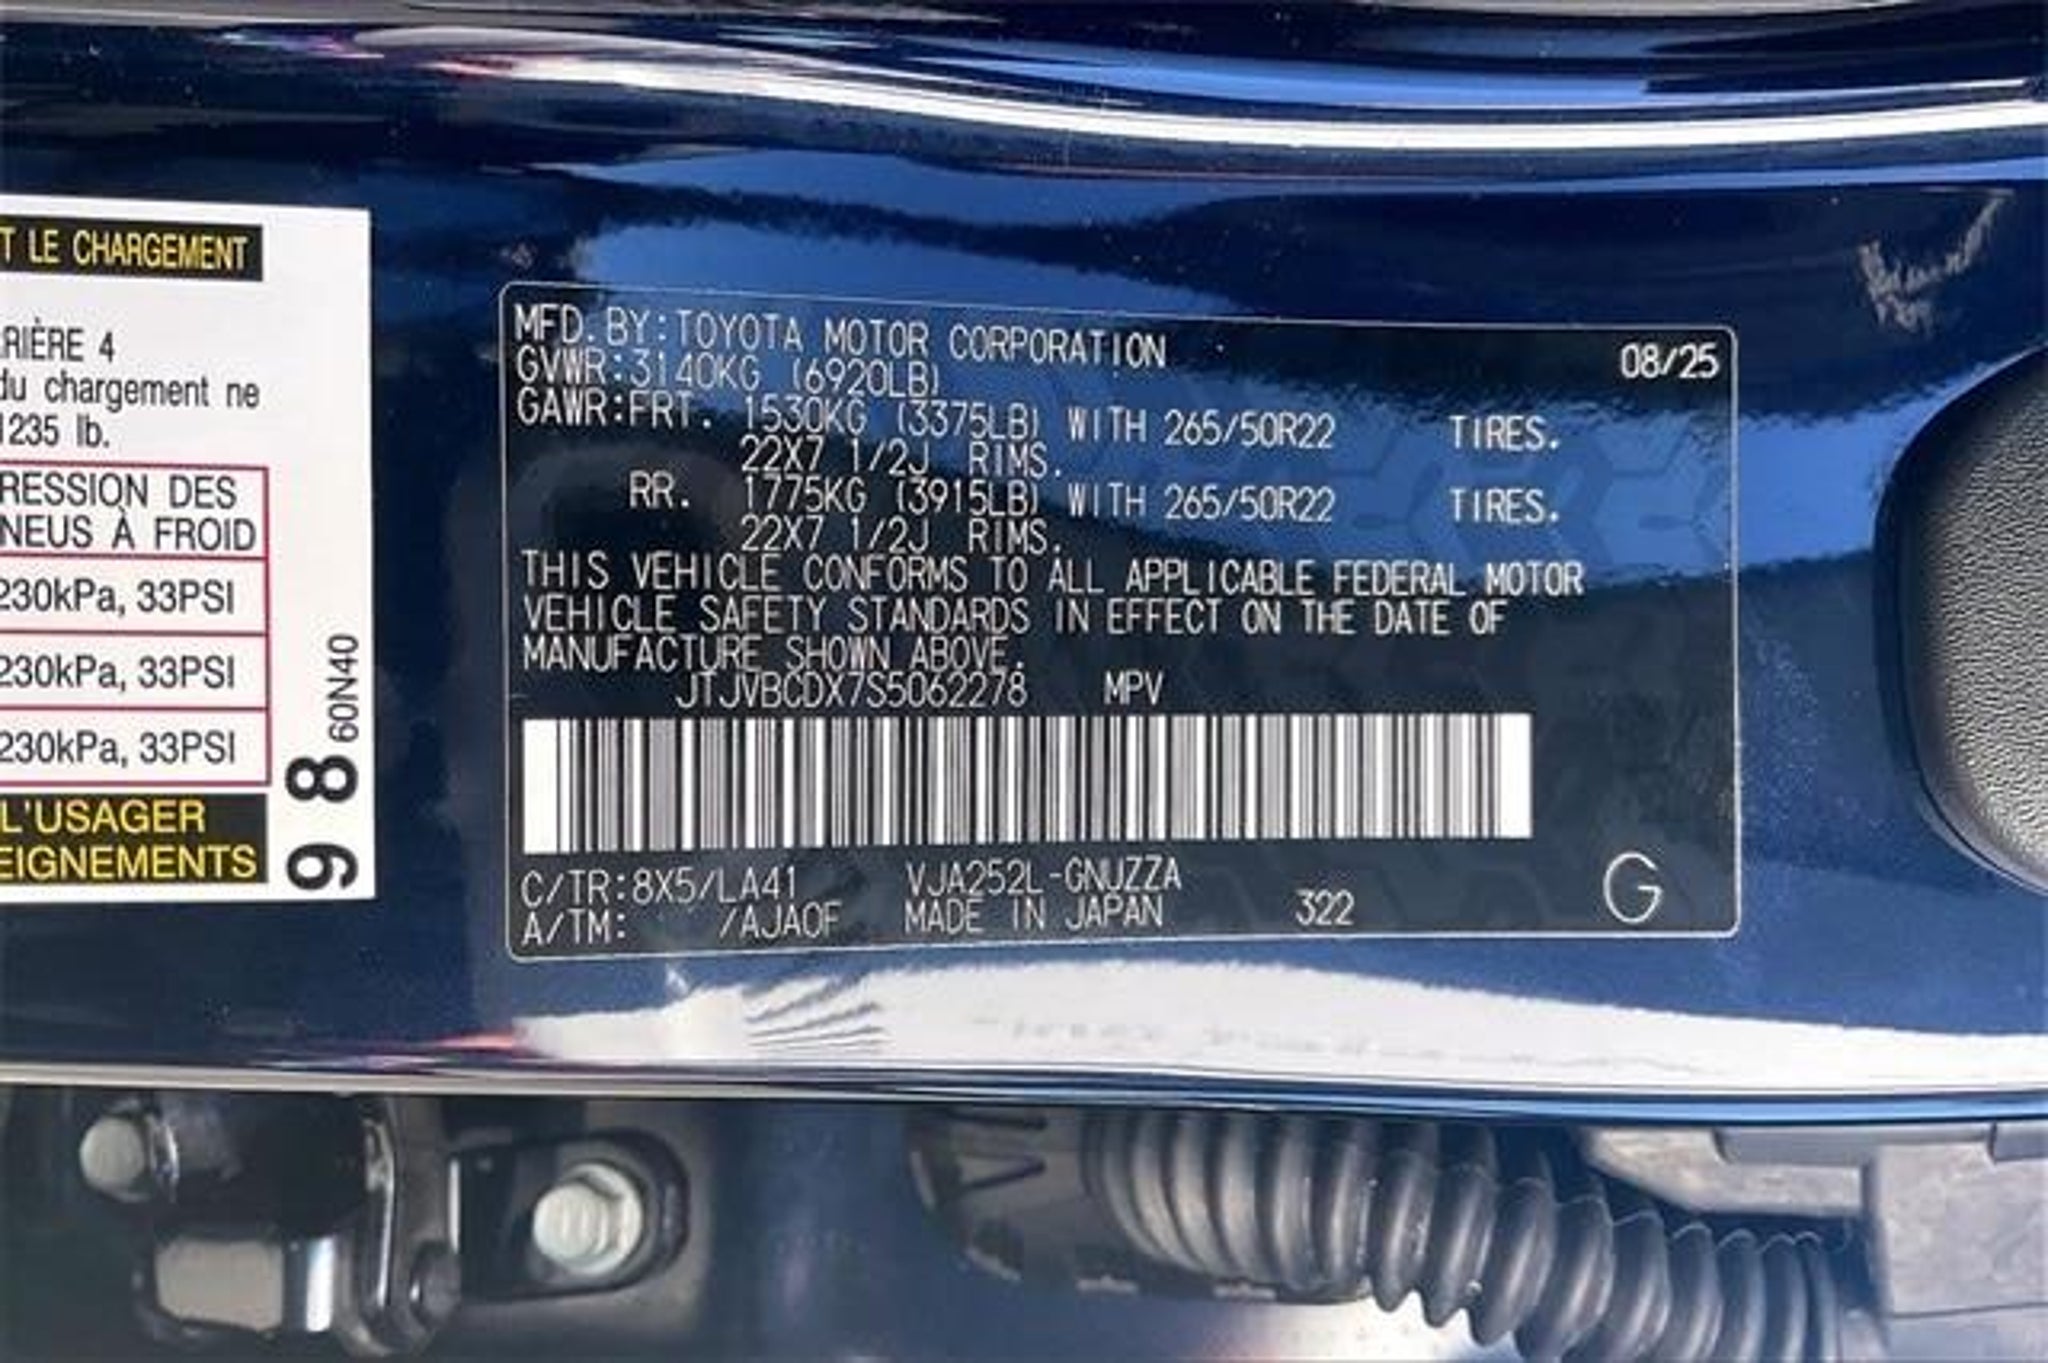 T LE CHARGEMENT
RIÈRE 4
du chargement ne
1235 lb.
RESSION DES
NEUS À FROID
230kPa, 33PSI
230kPa, 33PSI
230kPa, 33PSI
L'USAGER
EIGNEMENTS
98
60N40
MFD.BY:TOYOTA MOTOR CORPORATION 08/25
GVWR:3140KG (6920LB)
GAWR:FRT. 1530KG (3375LB) WITH 265/50R22 TIRES.
22X7 1/2J RIMS.
RR. 1775KG (3915LB) WITH 265/50R22 TIRES.
22X7 1/2J RIMS.
THIS VEHICLE CONFORMS TO ALL APPLICABLE FEDERAL MOTOR
VEHICLE SAFETY STANDARDS IN EFFECT ON THE DATE OF
MANUFACTURE SHOWN ABOVE.
JTJVBCDX7S5062278 MPV
C/TR:8X5/LA41 VJA252L-GNUZZA
A/TM: /AJA0F MADE IN JAPAN 322 G